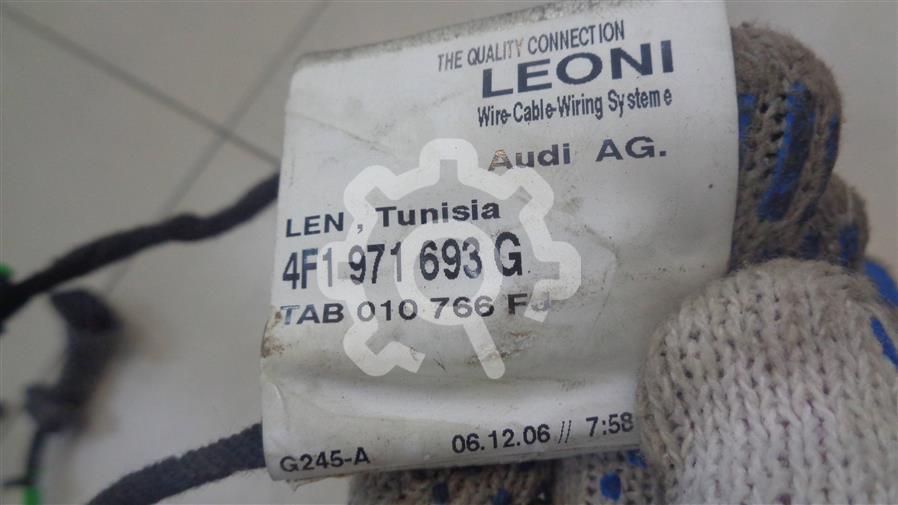 THE QUALITY CONNECTION
LEONI
Wire-Cable-Wiring Systeme
Audi AG.
LEN , Tunisia
4F1 971 693 G
TAB 010 766 FJ
G245-A 06.12.06 // 7:58